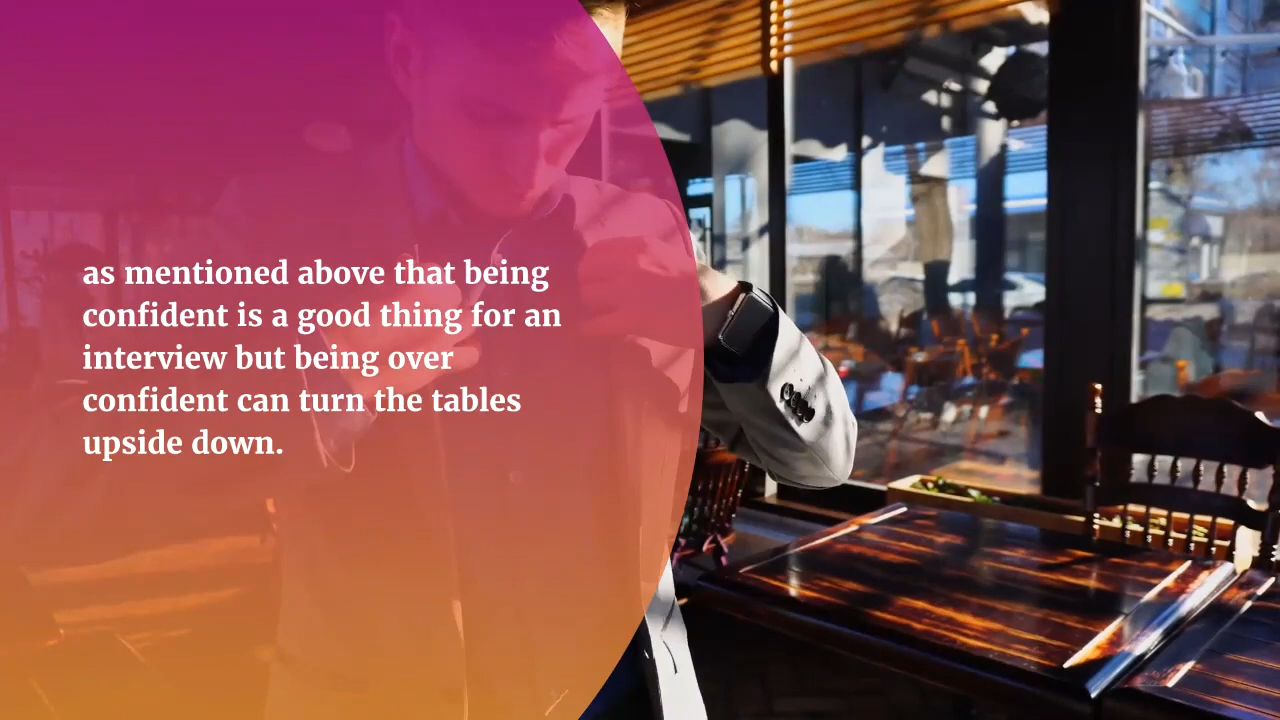 as mentioned above that being
confident is a good thing for an
interview but being over
confident can turn the tables
upside down.